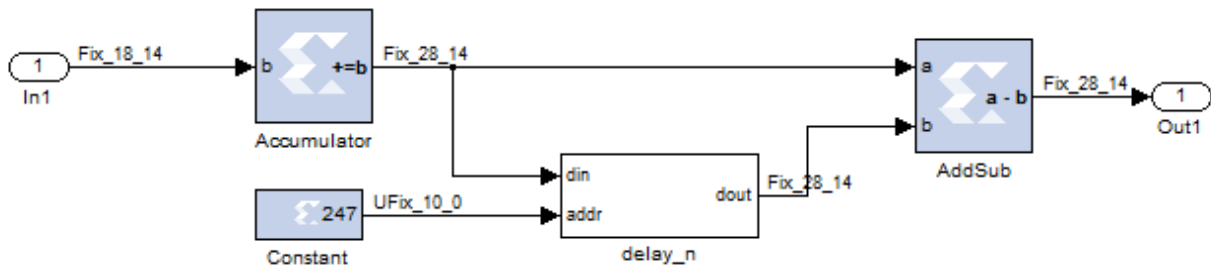 1
In1
Fix_18_14
b
+=b
Accumulator
Fix_28_14
247
Constant
UFix_10_0
din
addr
dout
delay_n
Fix_28_14
a
b
a - b
AddSub
Fix_28_14
1
Out1